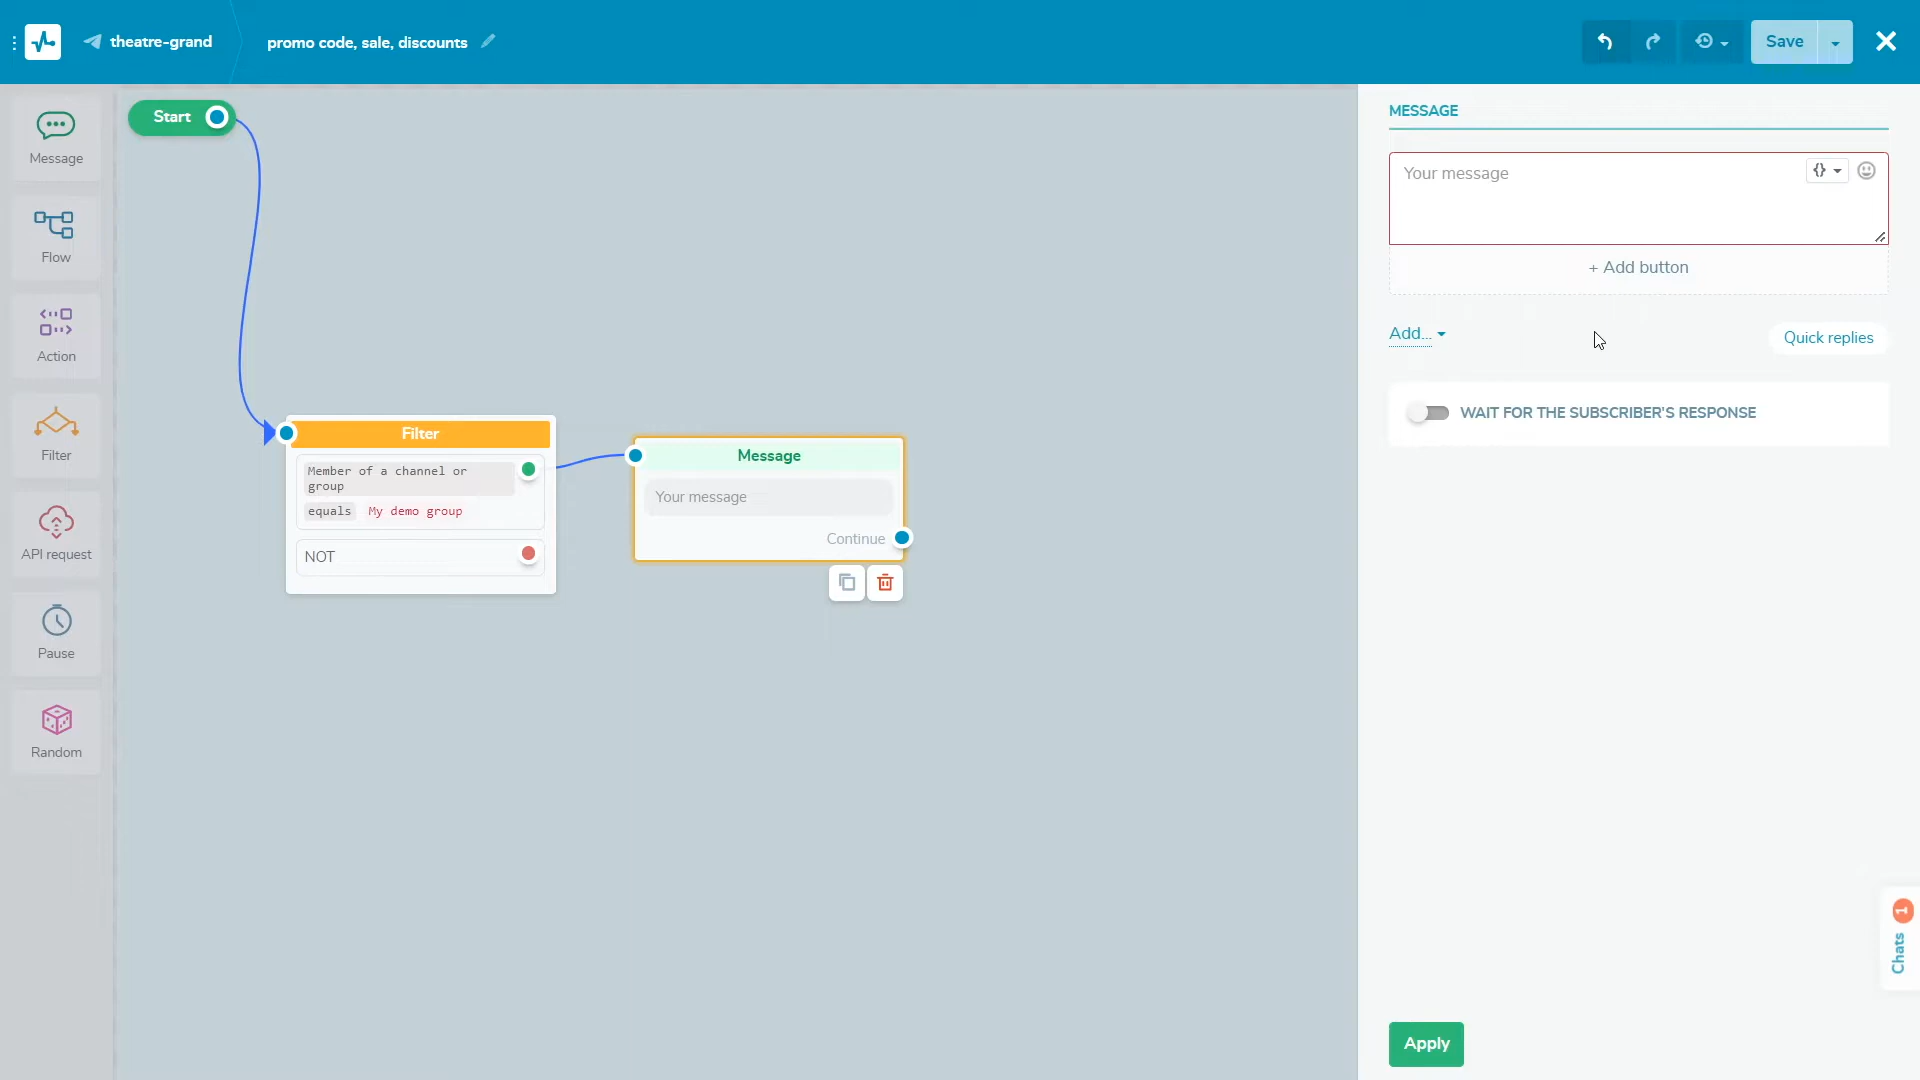 theatre-grand
promo code, sale, discounts
Save
Message
Flow
Action
Filter
API request
Pause
Random
Start
Filter
Member of a channel or
group
equals My demo group
NOT
Message
Your message
Continue
MESSAGE
Your message
{}
+ Add button
Add...
Quick replies
WAIT FOR THE SUBSCRIBER'S RESPONSE
Chats 1
Apply